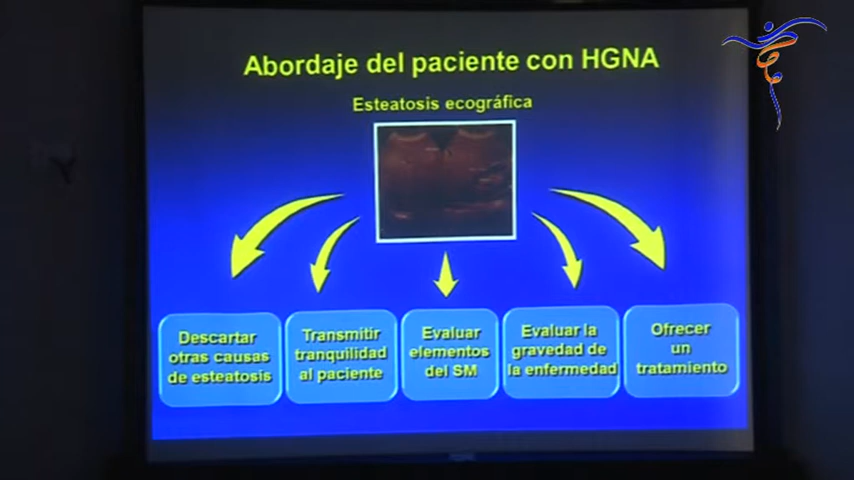 Abordaje del paciente con HGNA
Esteatosis ecográfica
Descartar
otras causas
de esteatosis
Transmitir
tranquilidad
al paciente
Evaluar
elementos
del SM
Evaluar la
gravedad de
la enfermedad
Ofrecer
un
tratamiento